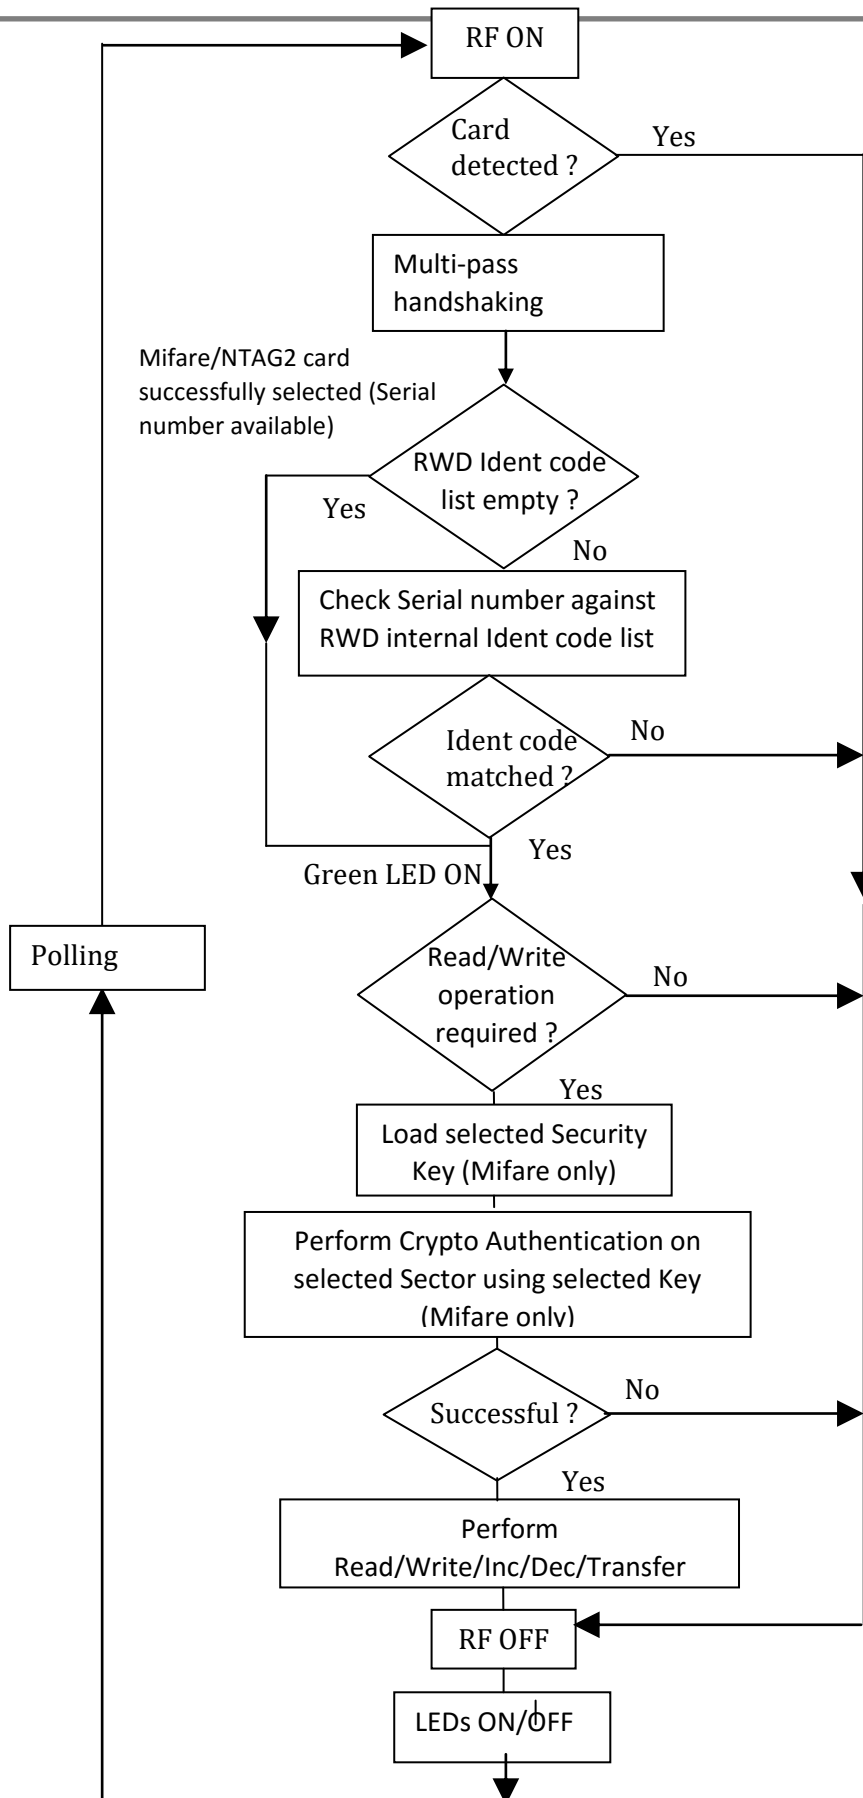 RF ON
Card
detected ?
Yes
Multi-pass
handshaking
Mifare/NTAG2 card
successfully selected (Serial
number available)
RWD Ident code
list empty ?
Yes
No
Check Serial number against
RWD internal Ident code list
Ident code
matched ?
No
Yes
Green LED ON
Polling
Read/Write
operation
required ?
No
Yes
Load selected Security
Key (Mifare only)
Perform Crypto Authentication on
selected Sector using selected Key
(Mifare only)
Successful ?
No
Yes
Perform
Read/Write/Inc/Dec/Transfer
RF OFF
LEDs ON/OFF